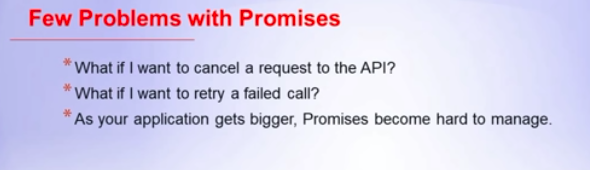 Few Problems with Promises
* What if I want to cancel a request to the API?
* What if I want to retry a failed call?
* As your application gets bigger, Promises become hard to manage.